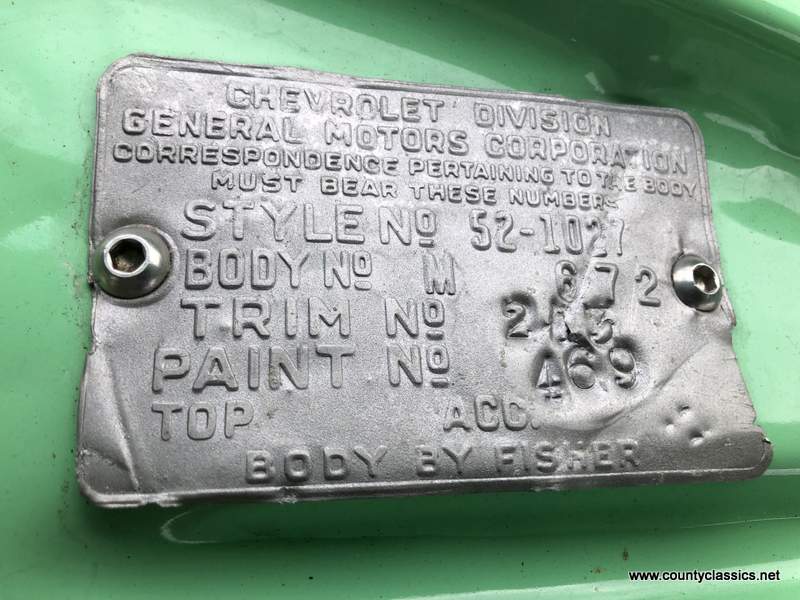 CHEVROLET DIVISION
GENERAL MOTORS CORPORATION
CORRESPONDENCE PERTAINING TO THE BODY
MUST BEAR THESE NUMBERS
STYLE Nº 52-1027
BODY Nº M 672
TRIM Nº
PAINT Nº 469
TOP ACC.
BODY BY FISHER
www.countyclassics.net